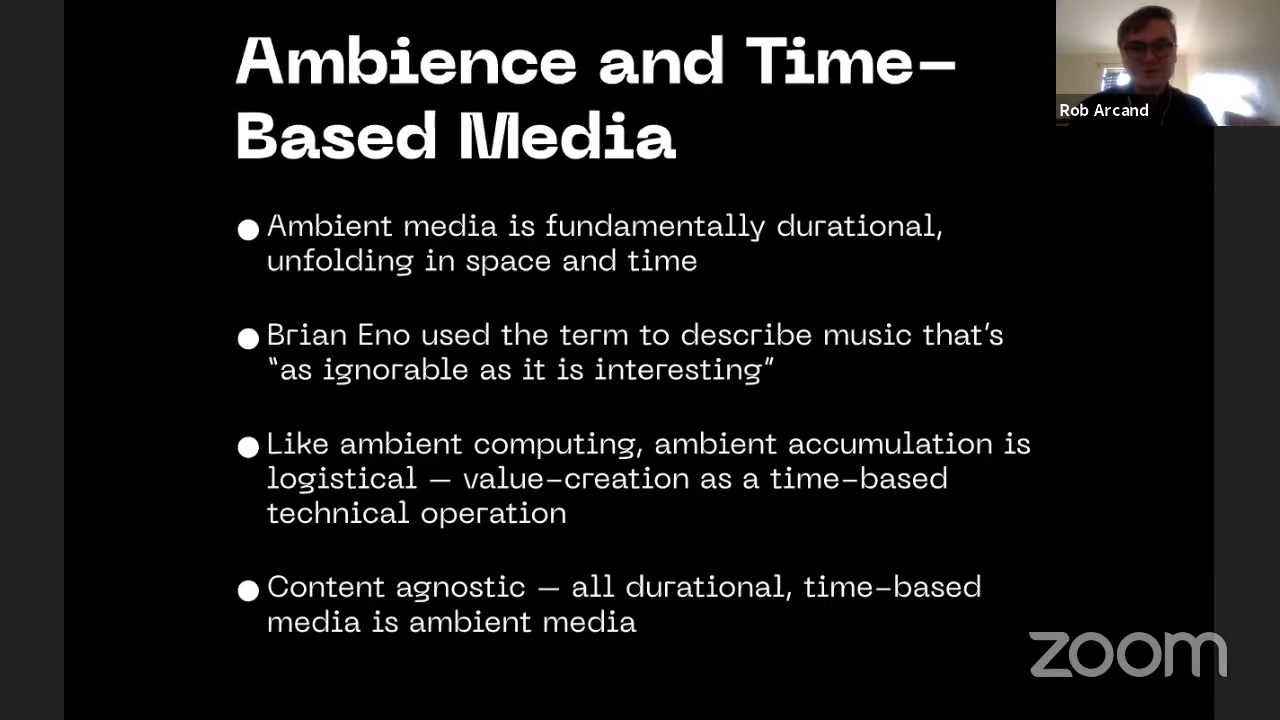 Ambience and Time-
Based Media
Rob Arcand
● Ambient media is fundamentally durational,
unfolding in space and time
● Brian Eno used the term to describe music that's
"as ignorable as it is interesting"
● Like ambient computing, ambient accumulation is
logistical — value-creation as a time-based
technical operation
● Content agnostic — all durational, time-based
media is ambient media
zoom